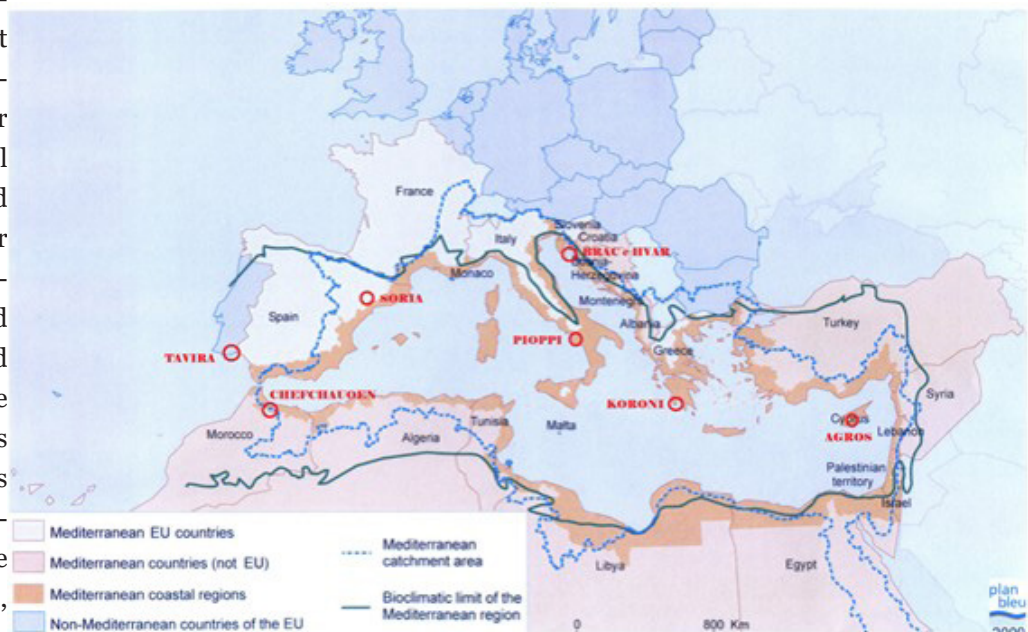 France
Slovenia
Croatia
Italy
BRAC e HVAR
Herzegovina
Monaco
SORIA
Montenegro
Spain
Albania
Turkey
PIOPPI
Greece
TAVIRA
Syria
CHEFCHAUOEN
KORONI
Cyprus
Tunisia
Malta
Lebanon
Morocco
Algeria
AGROS
Palestinian
territory
Israel
Mediterranean EU countries
Mediterranean countries (not EU)
Mediterranean coastal regions
Non-Mediterranean countries of the EU
Mediterranean
catchment area
Bioclimatic limit of the
Mediterranean region
Libya
Egypt
0 800 Km
plan
bleu